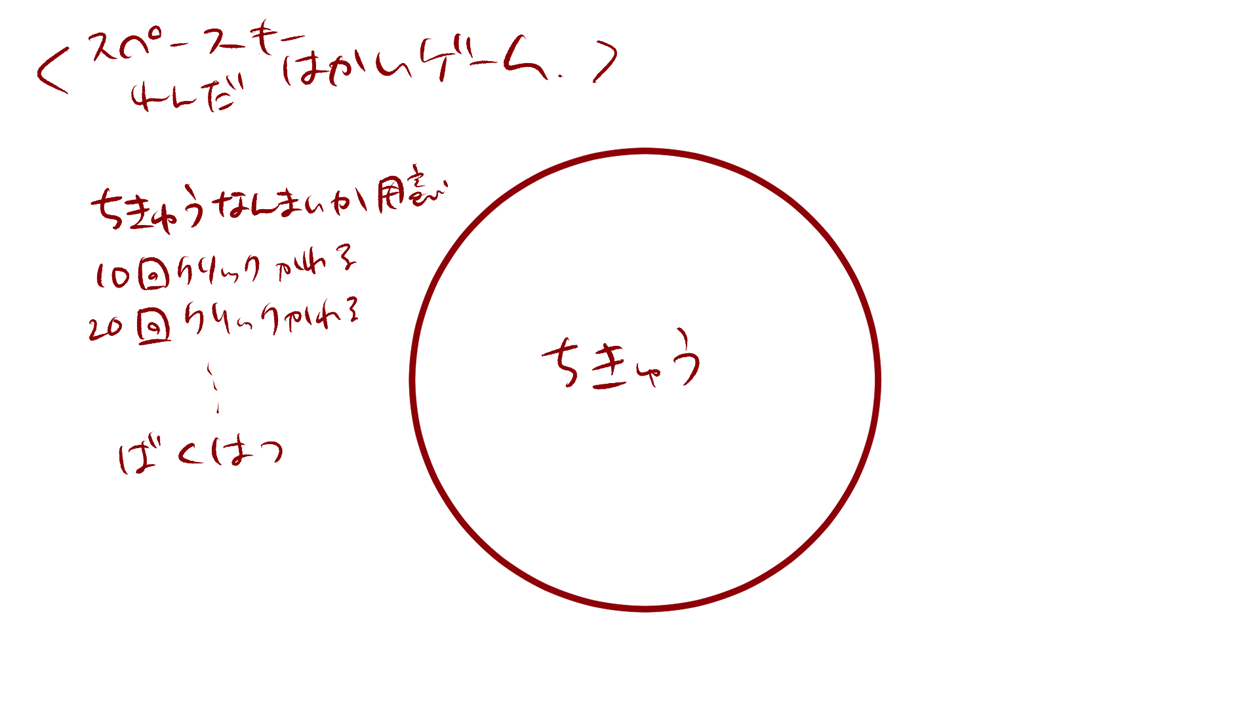 <スペースキー
れんだ はかいゲーム.>
ちきゅうなんまいか用意
10回クリックかわる
20回クリックかわる
ばくはつ
ちきゅう